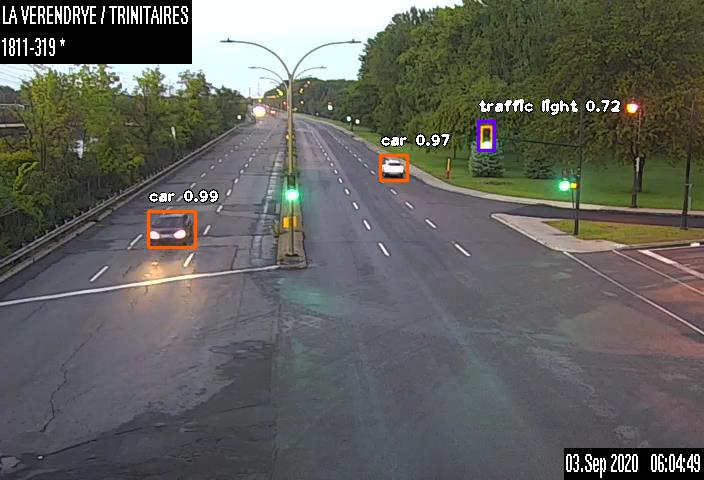 LA VERENDRYE / TRINITAIRES
1811-319 *
traffic light 0.72
car 0.97
car 0.99
03.Sep 2020 06:04:49